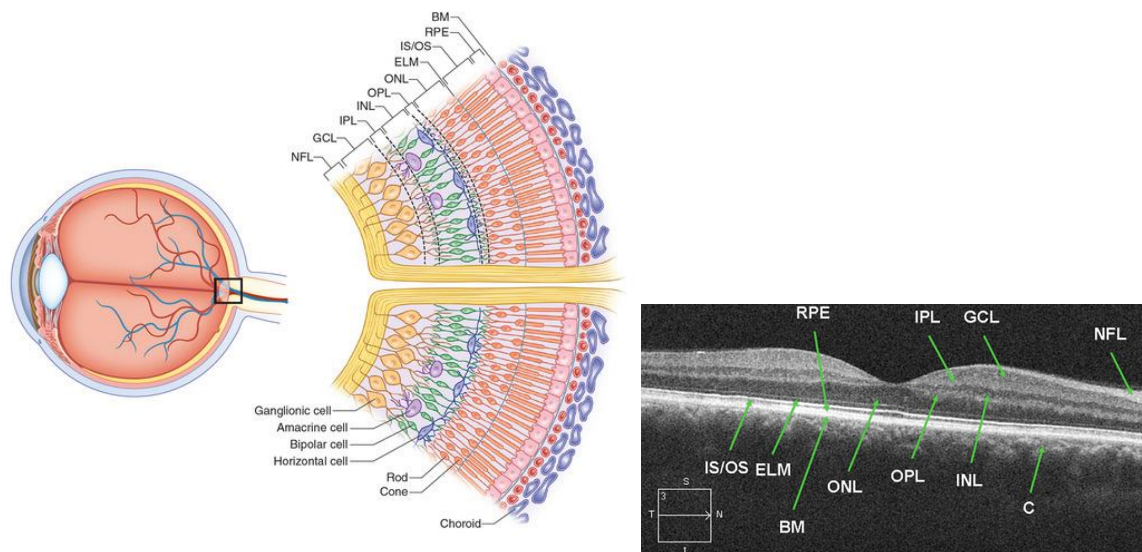 BM
RPE
IS/OS
ELM
ONL
OPL
INL
IPL
GCL
NFL
Ganglionic cell
Amacrine cell
Bipolar cell
Horizontal cell
Rod
Cone
Choroid
RPE
IPL
GCL
NFL
IS/OS
ELM
ONL
OPL
INL
BM
C
S
3
T
N
I